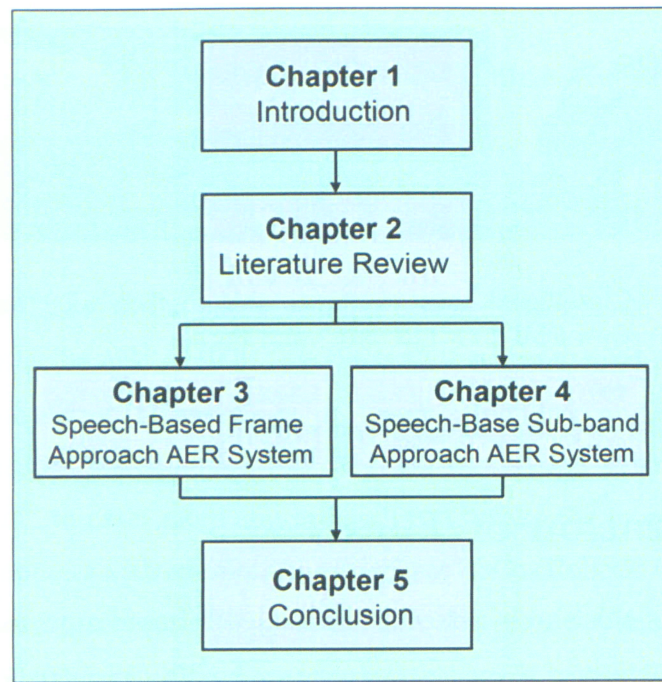 Chapter 1
Introduction
Chapter 2
Literature Review
Chapter 3
Speech-Based Frame
Approach AER System
Chapter 4
Speech-Base Sub-band
Approach AER System
Chapter 5
Conclusion